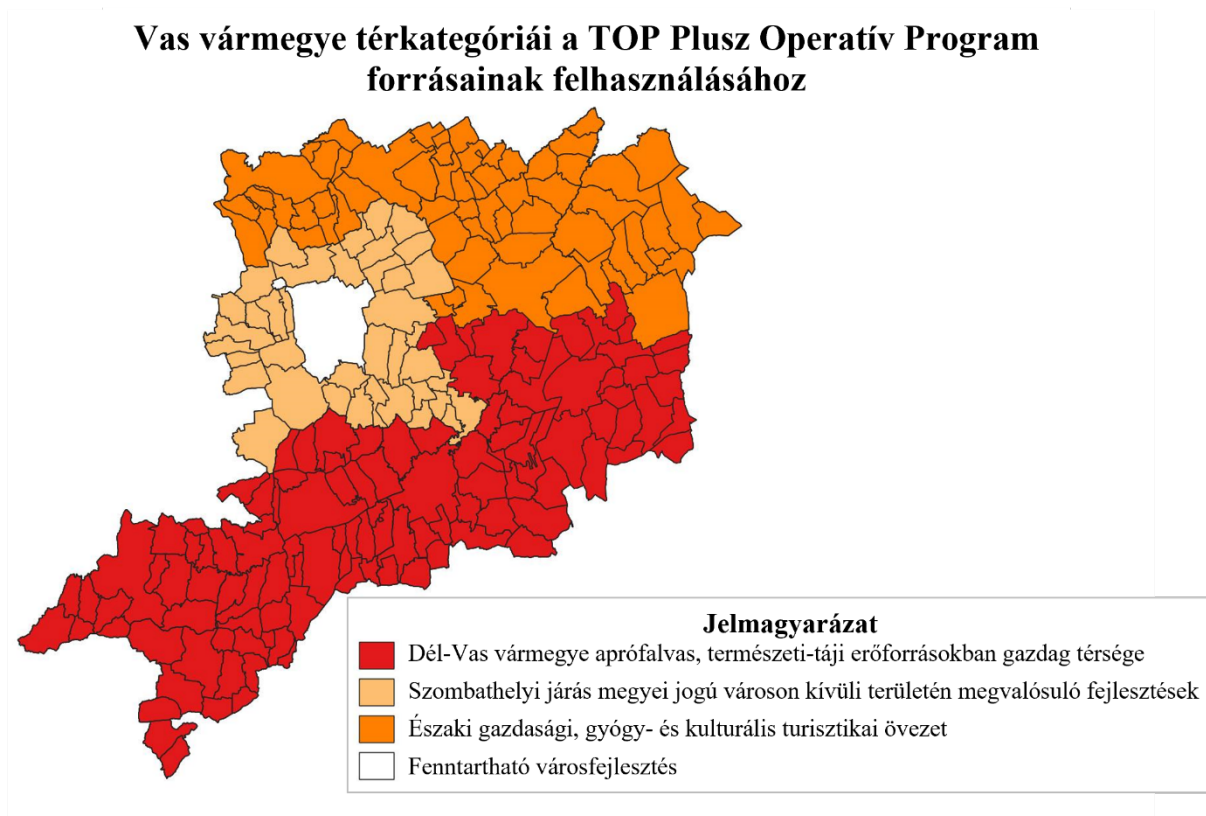 Vas vármegye térkategóriái a TOP Plusz Operatív Program
forrásainak felhasználásához
Jelmagyarázat
Dél-Vas vármegye aprófalvas, természeti-táji erőforrásokban gazdag térsége
Szombathelyi járás megyei jogú városon kívüli területén megvalósuló fejlesztések
Északi gazdasági, gyógy- és kulturális turisztikai övezet
Fenntartható városfejlesztés